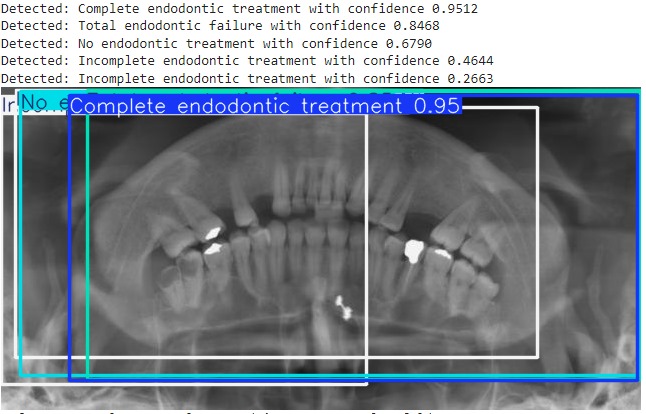 Detected: Complete endodontic treatment with confidence 0.9512
Detected: Total endodontic failure with confidence 0.8468
Detected: No endodontic treatment with confidence 0.6790
Detected: Incomplete endodontic treatment with confidence 0.4644
Detected: Incomplete endodontic treatment with confidence 0.2663
No e
Complete endodontic treatment 0.95